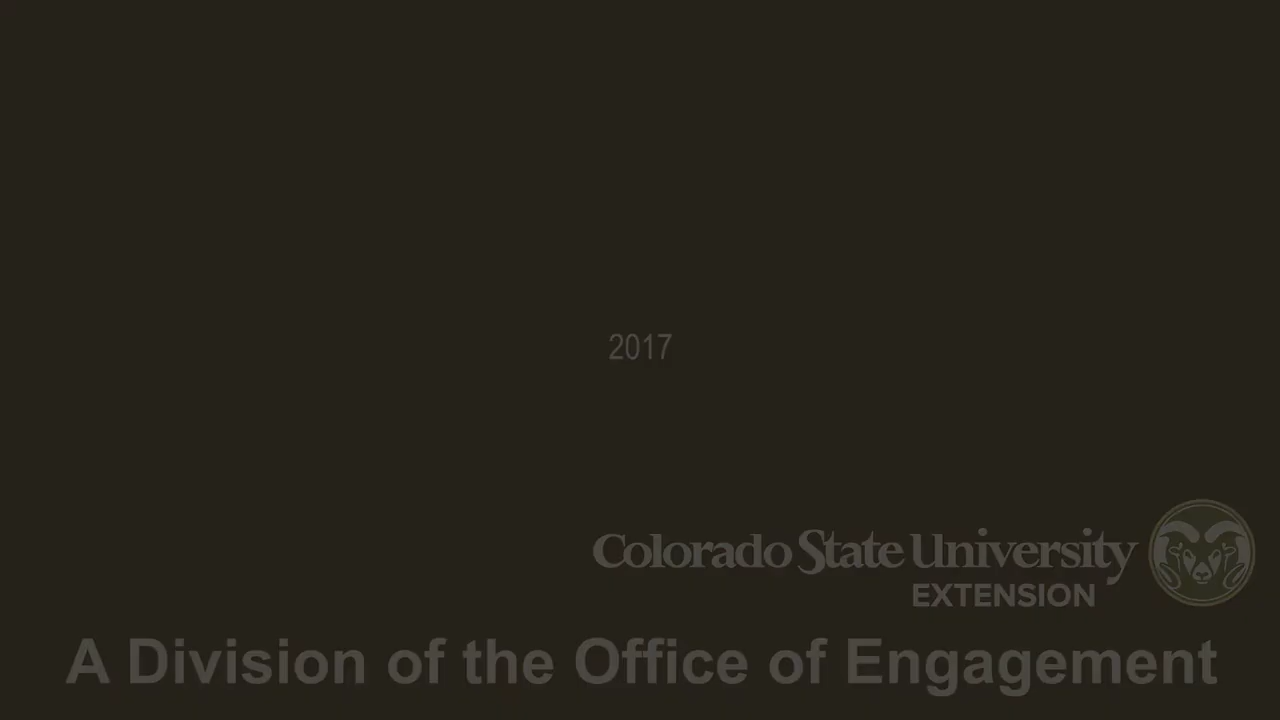 2017
Colorado State University
EXTENSION
A Division of the Office of Engagement